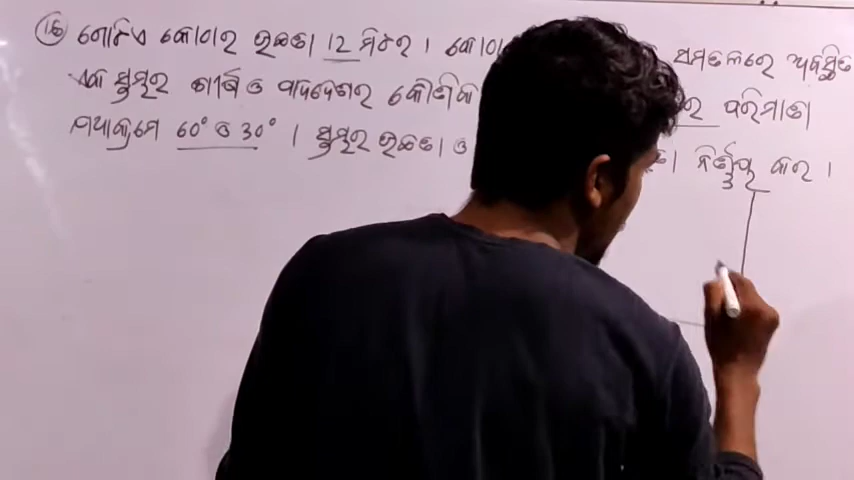 (16) ଗୋଟିଏ କୋଠାର ଉଚ୍ଚତା 12 ମିଟର । କୋଠା ସମତଳରେ ଅବସ୍ଥିତ
ଏକ ସ୍ତମ୍ଭର ଶୀର୍ଷ ଓ ପାଦଦେଶର କୌଣିକ ର ପରିମାଣ
ଯଥାକ୍ରମେ 60° ଓ 30° । ସ୍ତମ୍ଭର ଉଚ୍ଚତା ଓ ନିର୍ଣ୍ଣୟ କର ।